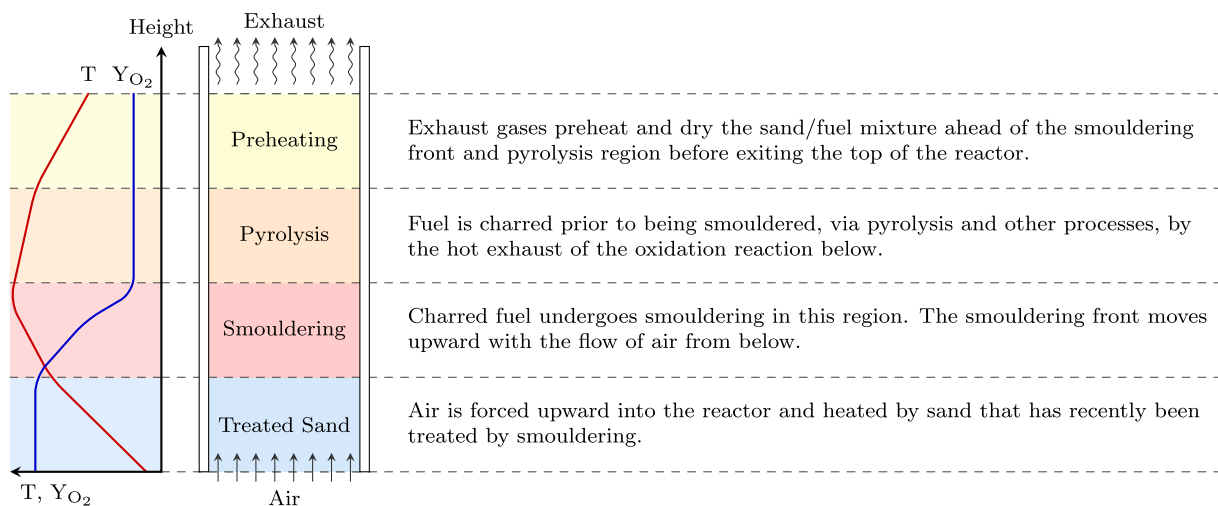 Height
Exhaust
T
Y_O2
Preheating
Exhaust gases preheat and dry the sand/fuel mixture ahead of the smouldering
front and pyrolysis region before exiting the top of the reactor.
Pyrolysis
Fuel is charred prior to being smouldered, via pyrolysis and other processes, by
the hot exhaust of the oxidation reaction below.
Smouldering
Charred fuel undergoes smouldering in this region. The smouldering front moves
upward with the flow of air from below.
Treated Sand
Air is forced upward into the reactor and heated by sand that has recently been
treated by smouldering.
T, Y_O2
Air